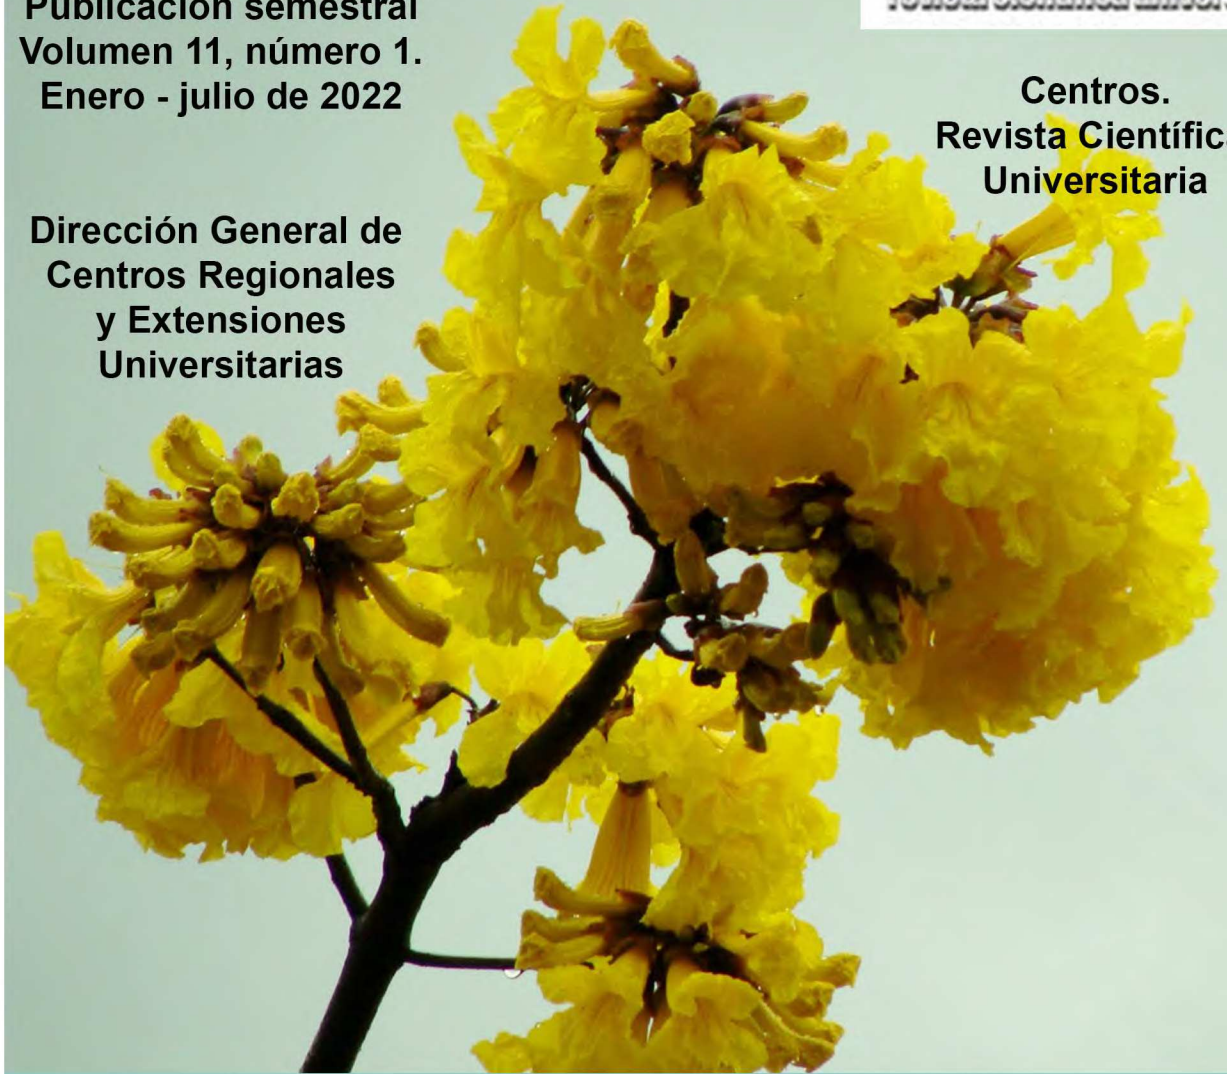 Publicación semestral
Volumen 11, número 1.
Enero - julio de 2022
Centros.
Revista Científica
Universitaria
Dirección General de
Centros Regionales
y Extensiones
Universitarias